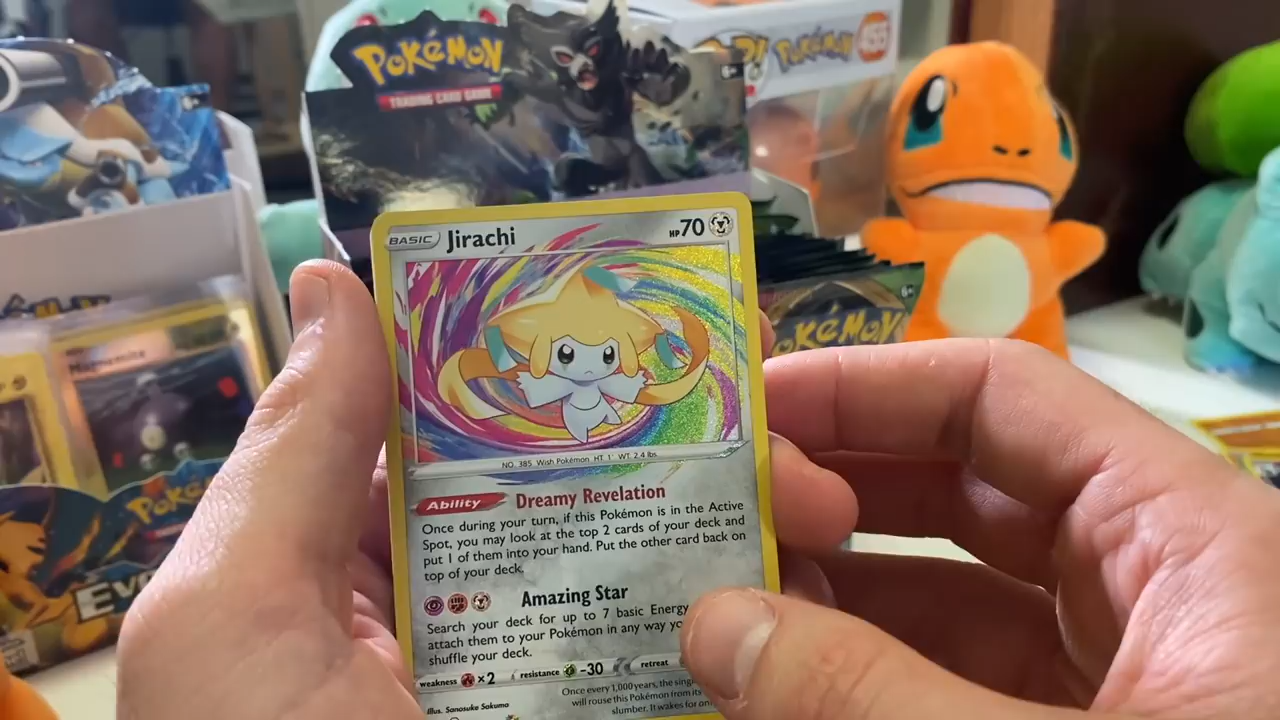 POKéMON
TRADING CARD GAME
POKéMON
455
BASIC Jirachi HP 70
NO. 385 Wish Pokémon HT 1' WT 2.4 lbs.
Ability Dreamy Revelation
Once during your turn, if this Pokémon is in the Active
Spot, you may look at the top 2 cards of your deck and
put 1 of them into your hand. Put the other card back on
top of your deck.
Amazing Star
Search your deck for up to 7 basic Energy
attach them to your Pokémon in any way
shuffle your deck.
weakness ×2 resistance -30 retreat
Once every 1,000 years, the
will rouse this Pokémon from its
slumber. It wakes for
illus. Sanosuke Sakuma
Magnemite